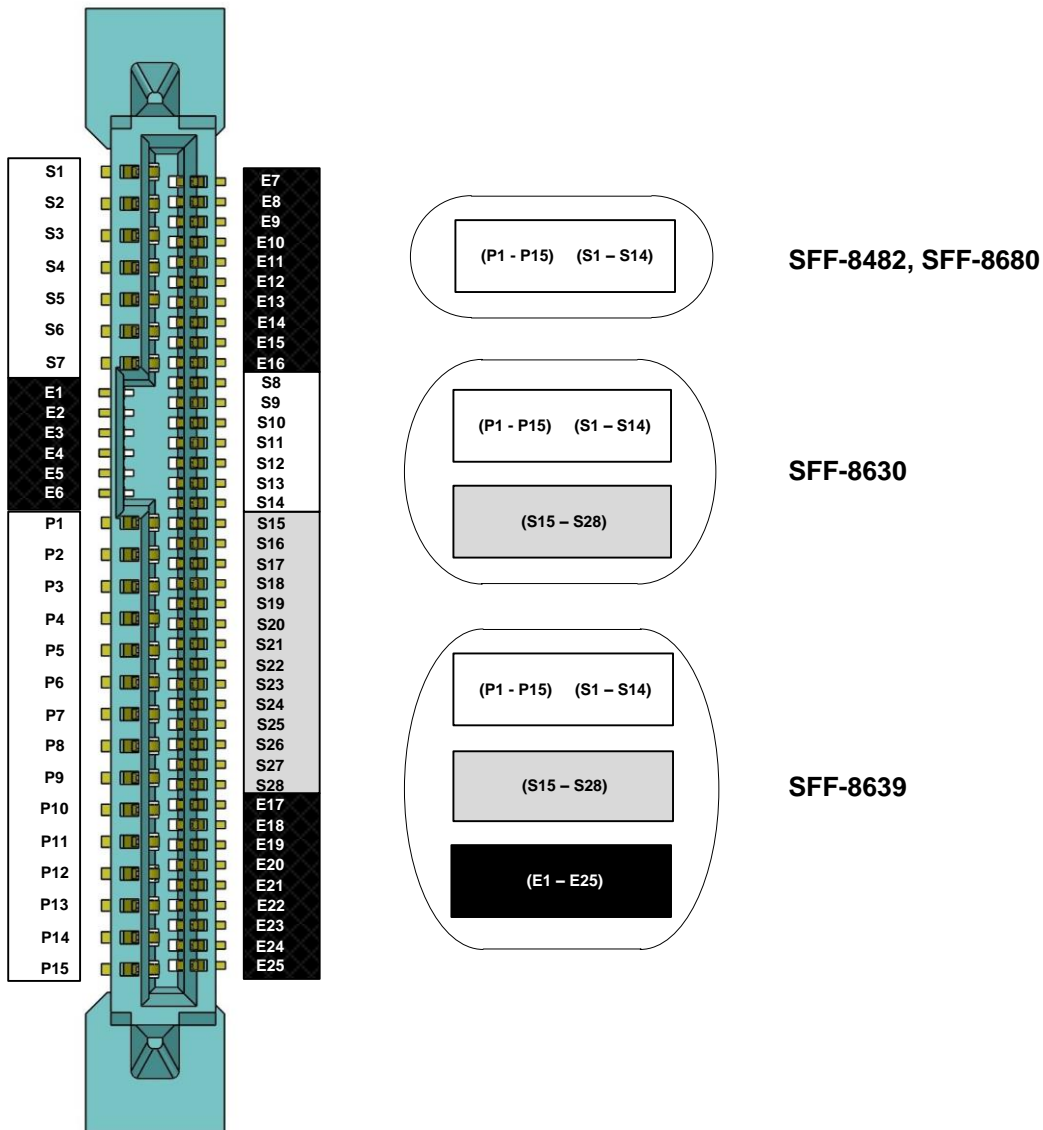 S1
S2
S3
S4
S5
S6
S7
E1
E2
E3
E4
E5
E6
P1
P2
P3
P4
P5
P6
P7
P8
P9
P10
P11
P12
P13
P14
P15
E7
E8
E9
E10
E11
E12
E13
E14
E15
E16
S8
S9
S10
S11
S12
S13
S14
S15
S16
S17
S18
S19
S20
S21
S22
S23
S24
S25
S26
S27
S28
E17
E18
E19
E20
E21
E22
E23
E24
E25
(P1 - P15) (S1 – S14)
SFF-8482, SFF-8680
(P1 - P15) (S1 – S14)
(S15 – S28)
SFF-8630
(P1 - P15) (S1 – S14)
(S15 – S28)
(E1 – E25)
SFF-8639